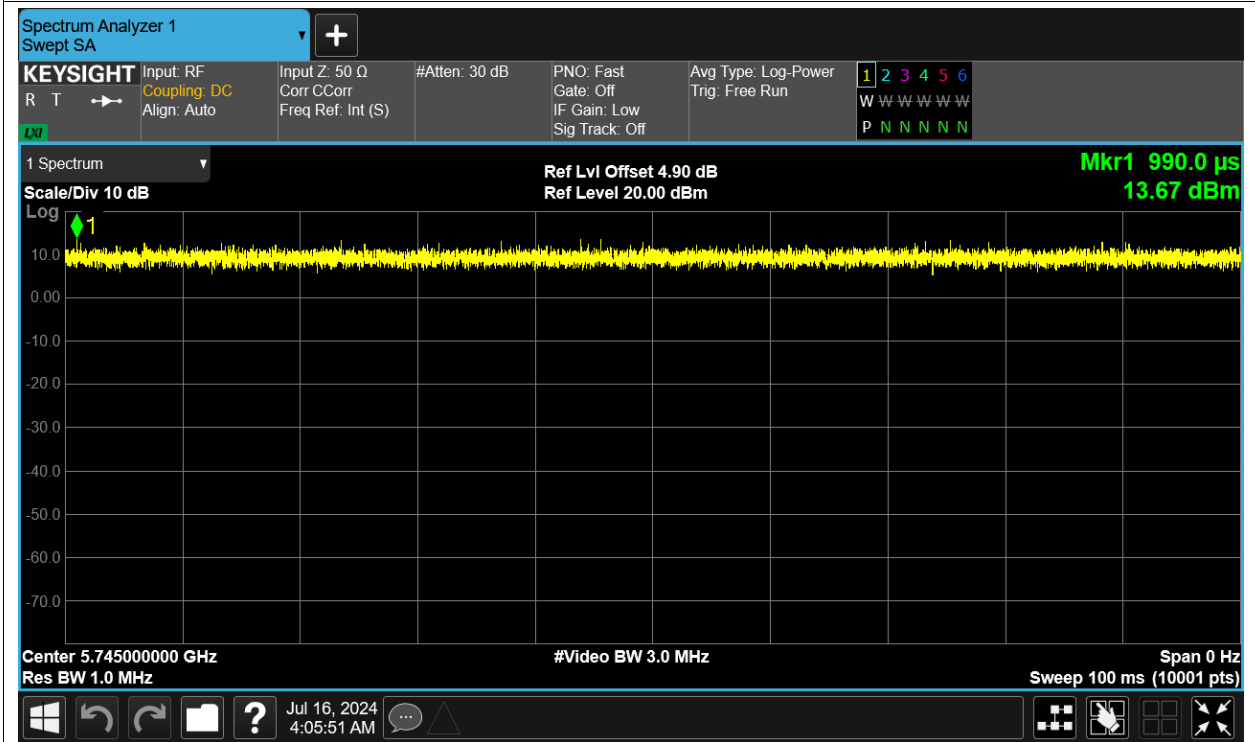 Spectrum Analyzer 1
Swept SA
+
KEYSIGHT
R T
LXI
Input: RF
Coupling: DC
Align: Auto
Input Z: 50 Ω
Corr CCorr
Freq Ref: Int (S)
#Atten: 30 dB
PNO: Fast
Gate: Off
IF Gain: Low
Sig Track: Off
Avg Type: Log-Power
Trig: Free Run
1 2 3 4 5 6
W W W W W W
P N N N N N
1 Spectrum
Scale/Div 10 dB
Ref Lvl Offset 4.90 dB
Ref Level 20.00 dBm
Mkr1 990.0 µs
13.67 dBm
Log
1
10.0
0.00
-10.0
-20.0
-30.0
-40.0
-50.0
-60.0
-70.0
Center 5.745000000 GHz
Res BW 1.0 MHz
#Video BW 3.0 MHz
Span 0 Hz
Sweep 100 ms (10001 pts)
?
Jul 16, 2024
4:05:51 AM